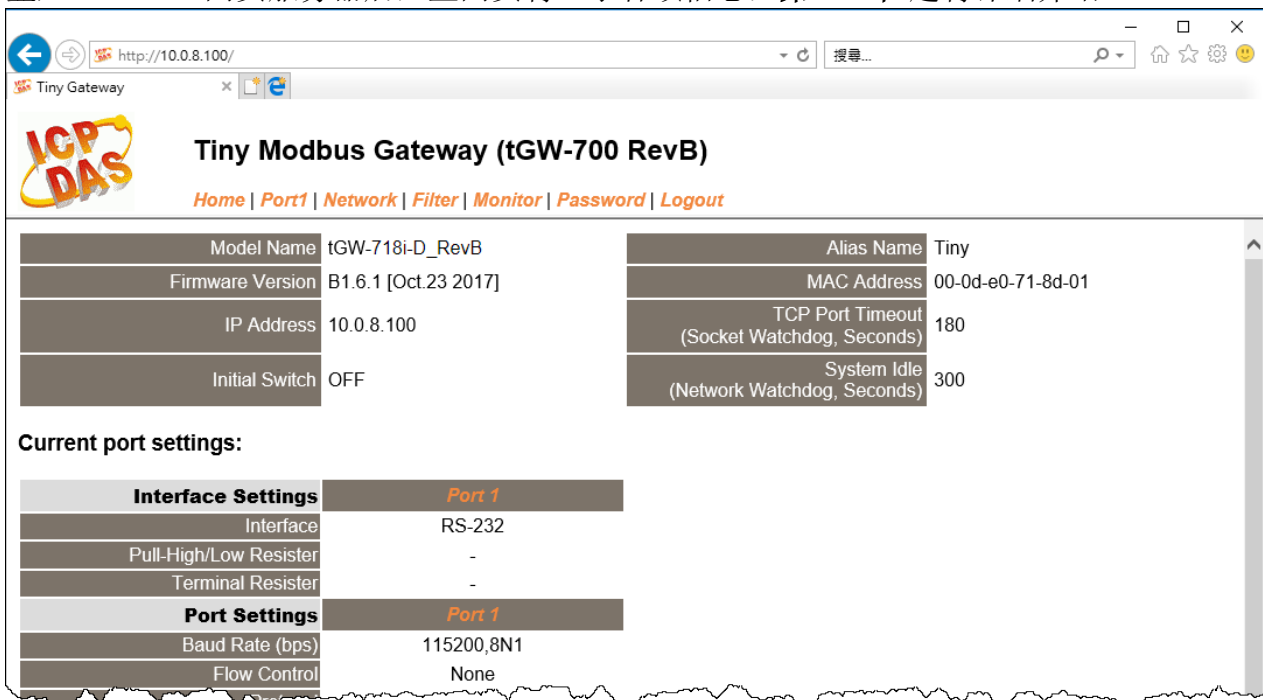 http://10.0.8.100/
搜尋...
Tiny Gateway
ICP DAS
Tiny Modbus Gateway (tGW-700 RevB)
Home | Port1 | Network | Filter | Monitor | Password | Logout
Model Name tGW-718i-D_RevB Alias Name Tiny
Firmware Version B1.6.1 [Oct.23 2017] MAC Address 00-0d-e0-71-8d-01
IP Address 10.0.8.100 TCP Port Timeout (Socket Watchdog, Seconds) 180
Initial Switch OFF System Idle (Network Watchdog, Seconds) 300
Current port settings:
Interface Settings Port 1
Interface RS-232
Pull-High/Low Resister -
Terminal Resister -
Port Settings Port 1
Baud Rate (bps) 115200,8N1
Flow Control None